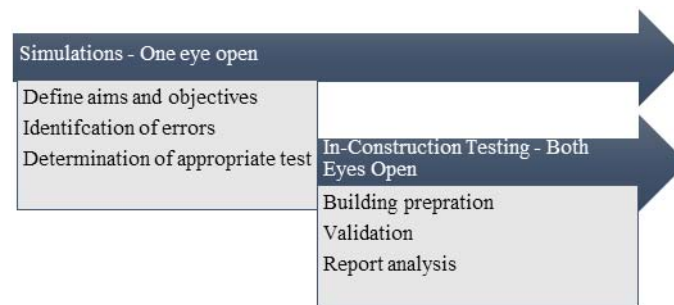 Simulations - One eye open
Define aims and objectives
Identifcation of errors
Determination of appropriate test
In-Construction Testing - Both
Eyes Open
Building prepration
Validation
Report analysis